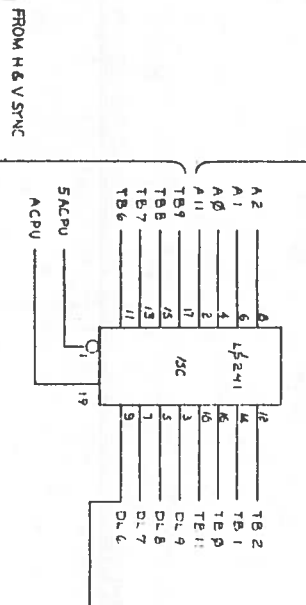 A2 8 12 TB2
A1 6 14 TB1
AØ 4 16 TBØ
A11 2 18 TB11
LS241
TB9 17 3 DL9
TB8 15 5 DL8
15C
TB7 13 7 DL7
TB6 11 9 DL6
5ACPU 1
ACPU 19
FROM H & V SYNC